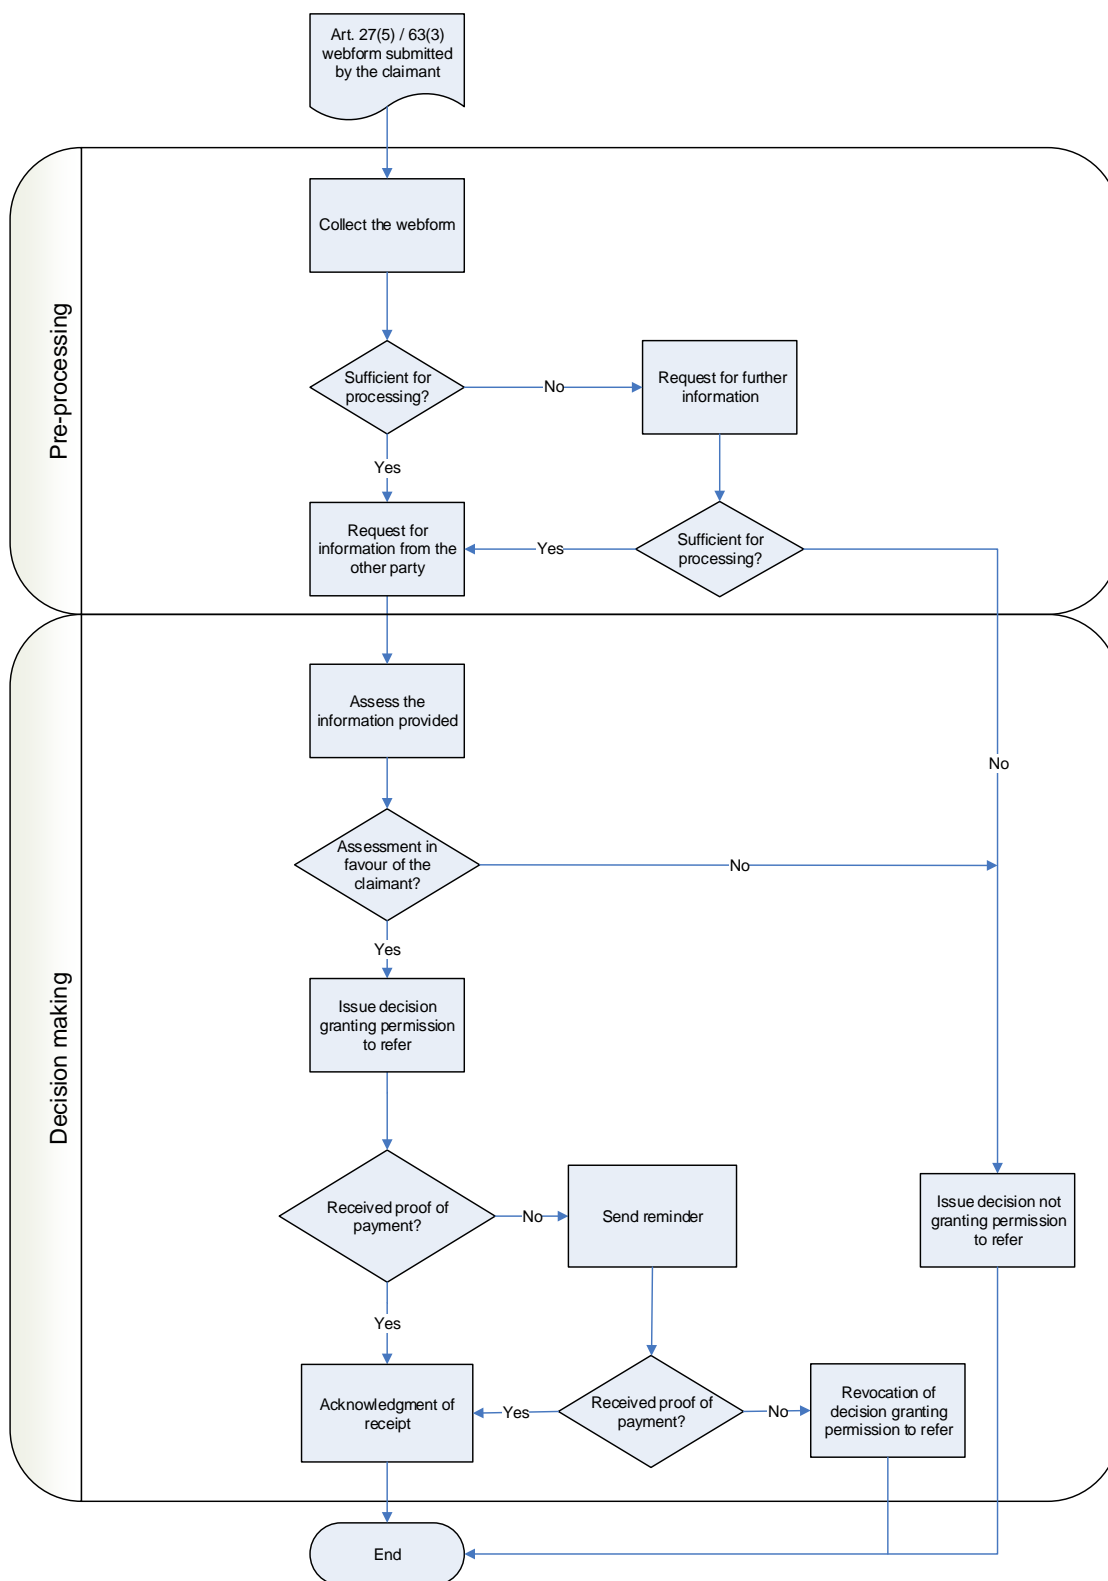 Art. 27(5) / 63(3)
webform submitted
by the claimant
Pre-processing
Collect the webform
Sufficient for
processing?
No
Request for further
information
Yes
Request for
information from the
other party
Yes
Sufficient for
processing?
Decision making
Assess the
information provided
No
Assessment in
favour of the
claimant?
No
Yes
Issue decision
granting permission
to refer
Received proof of
payment?
No
Send reminder
Issue decision not
granting permission
to refer
Yes
Acknowledgment of
receipt
Yes
Received proof of
payment?
No
Revocation of
decision granting
permission to refer
End